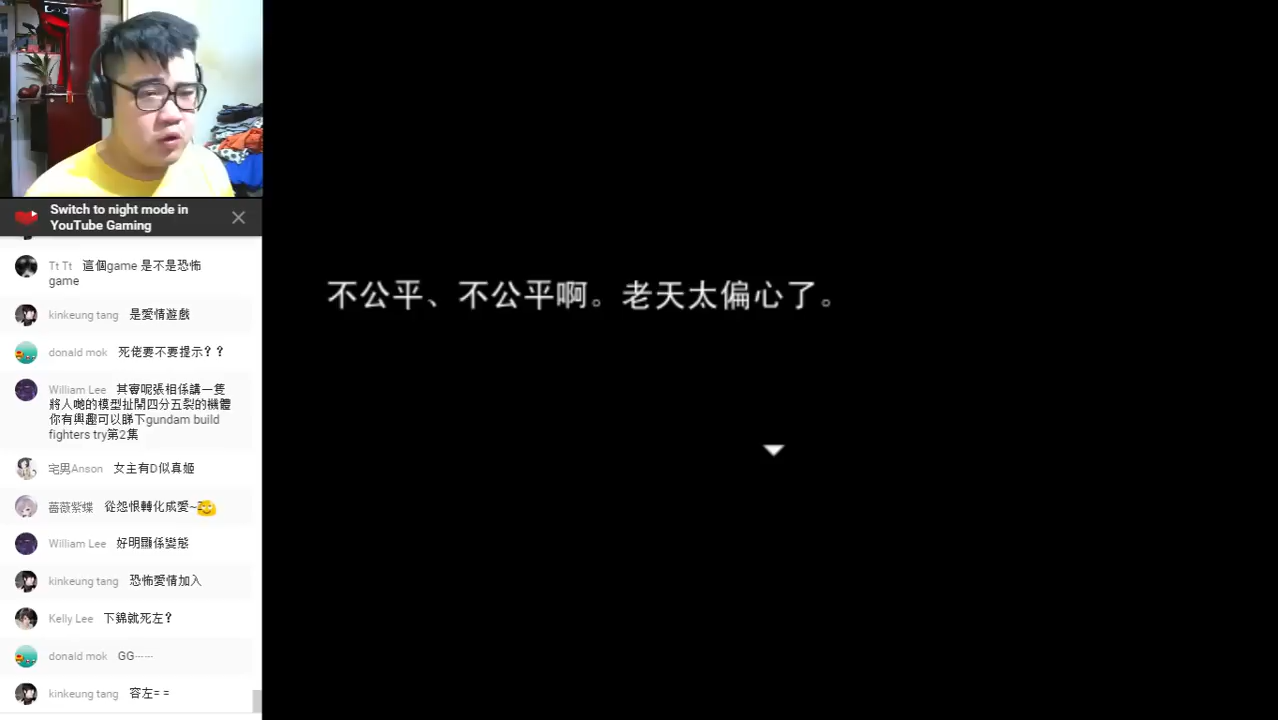 Switch to night mode in
YouTube Gaming
Tt Tt 這個game 是不是恐怖
game
kinkeung tang 是愛情遊戲
donald mok 死佬要不要提示？？
William Lee 其實呢張相係講一隻
將人哋的模型扯開四分五裂的機體
你有興趣可以睇下gundam build
fighters try第2集
宅男Anson 女主有D似真姬
薔薇紫蝶 從怨恨轉化成愛~
William Lee 好明顯係變態
kinkeung tang 恐怖愛情加入
Kelly Lee 下錦就死左？
donald mok GG⋯⋯
kinkeung tang 容左= =
不公平、不公平啊。老天太偏心了。